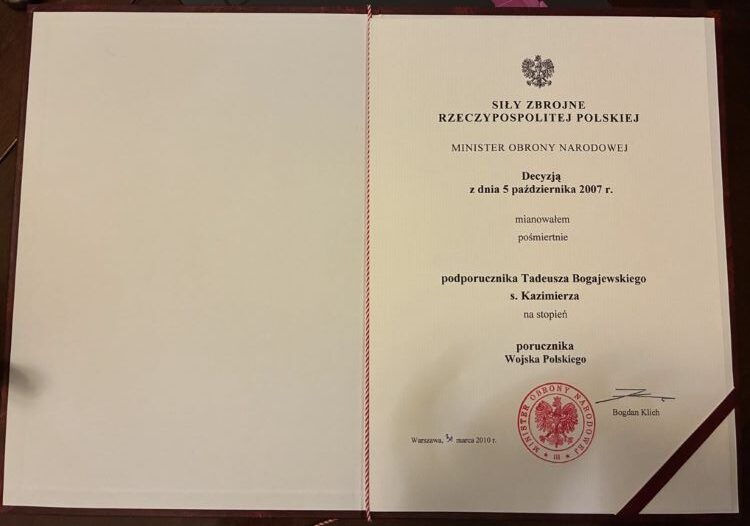 SIŁY ZBROJNE
RZECZYPOSPOLITEJ POLSKIEJ
MINISTER OBRONY NARODOWEJ
Decyzją
z dnia 5 października 2007 r.
mianowałem
pośmiertnie
podporucznika Tadeusza Bogajewskiego
s. Kazimierza
na stopień
porucznika
Wojska Polskiego
MINISTER OBRONY NARODOWEJ
III
Bogdan Klich
Warszawa, marca 2010 r.